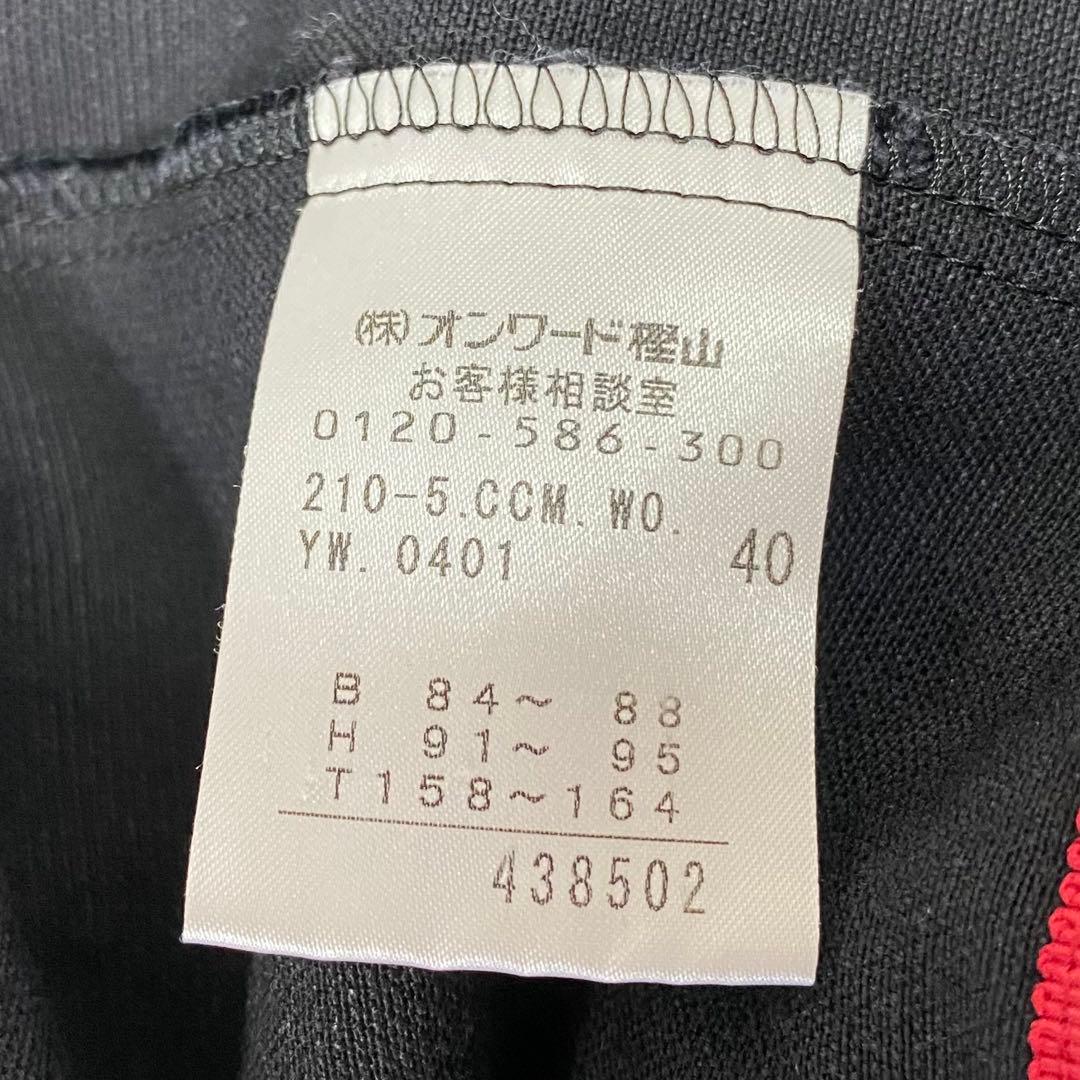 (株)オンワード樫山
お客様相談室
0120-586-300
210-5.CCM.WO.
YW.0401 40
B 84～ 88
H 91～ 95
T158～164
438502